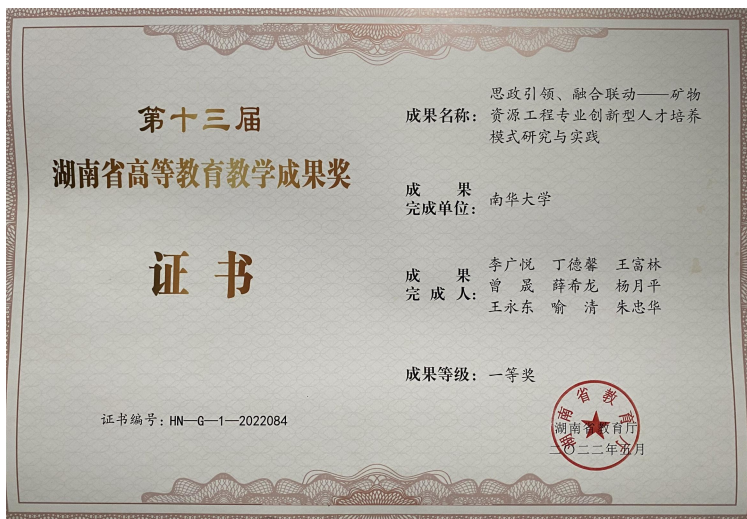 第十三届
湖南省高等教育教学成果奖
证书
证书编号：HN—G—1—2022084
成果名称：思政引领、融合联动——矿物
资源工程专业创新型人才培养
模式研究与实践
成果
完成单位：南华大学
成果
完成人：
李广悦 丁德馨 王富林
曾晟 薛希龙 杨月平
王永东 喻清 朱忠华
成果等级：一等奖
湖南省教育厅
湖南省教育厅
二〇二二年五月